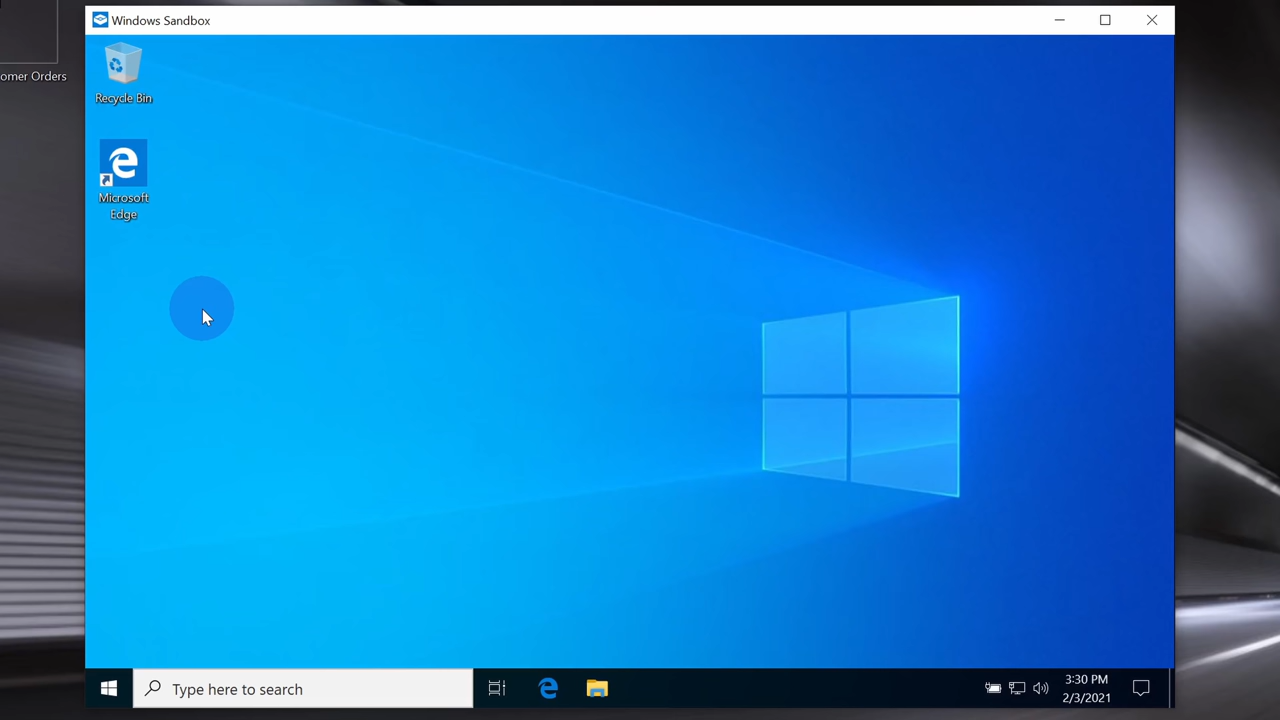 Windows Sandbox
omer Orders
Recycle Bin
Microsoft
Edge
Type here to search
3:30 PM
2/3/2021